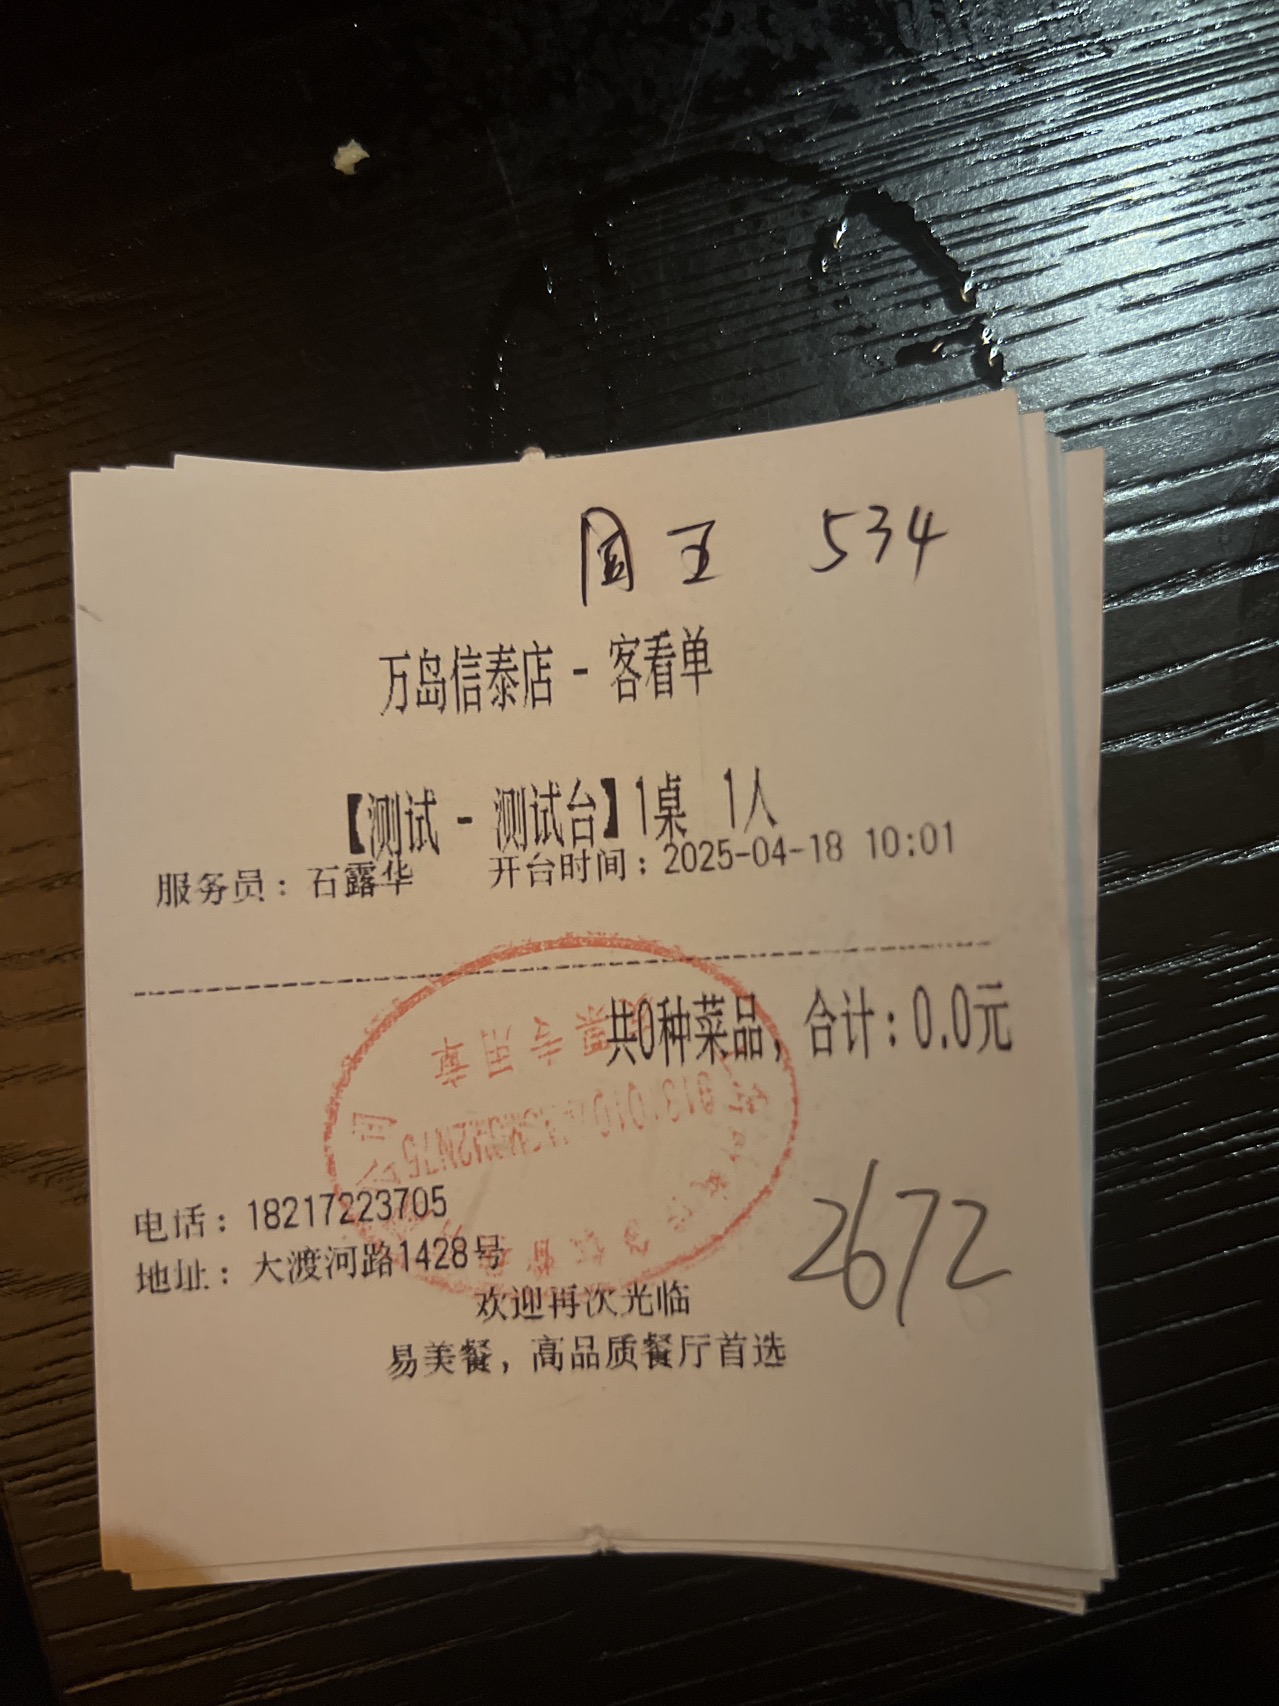 国王 534
万岛信泰店 - 客看单
【测试 - 测试台】1桌 1人
服务员：石露华 开台时间：2025-04-18 10:01
共0种菜品，合计：0.0元
专用章
电话：18217223705
地址：大渡河路1428号
2672
欢迎再次光临
易美餐，高品质餐厅首选